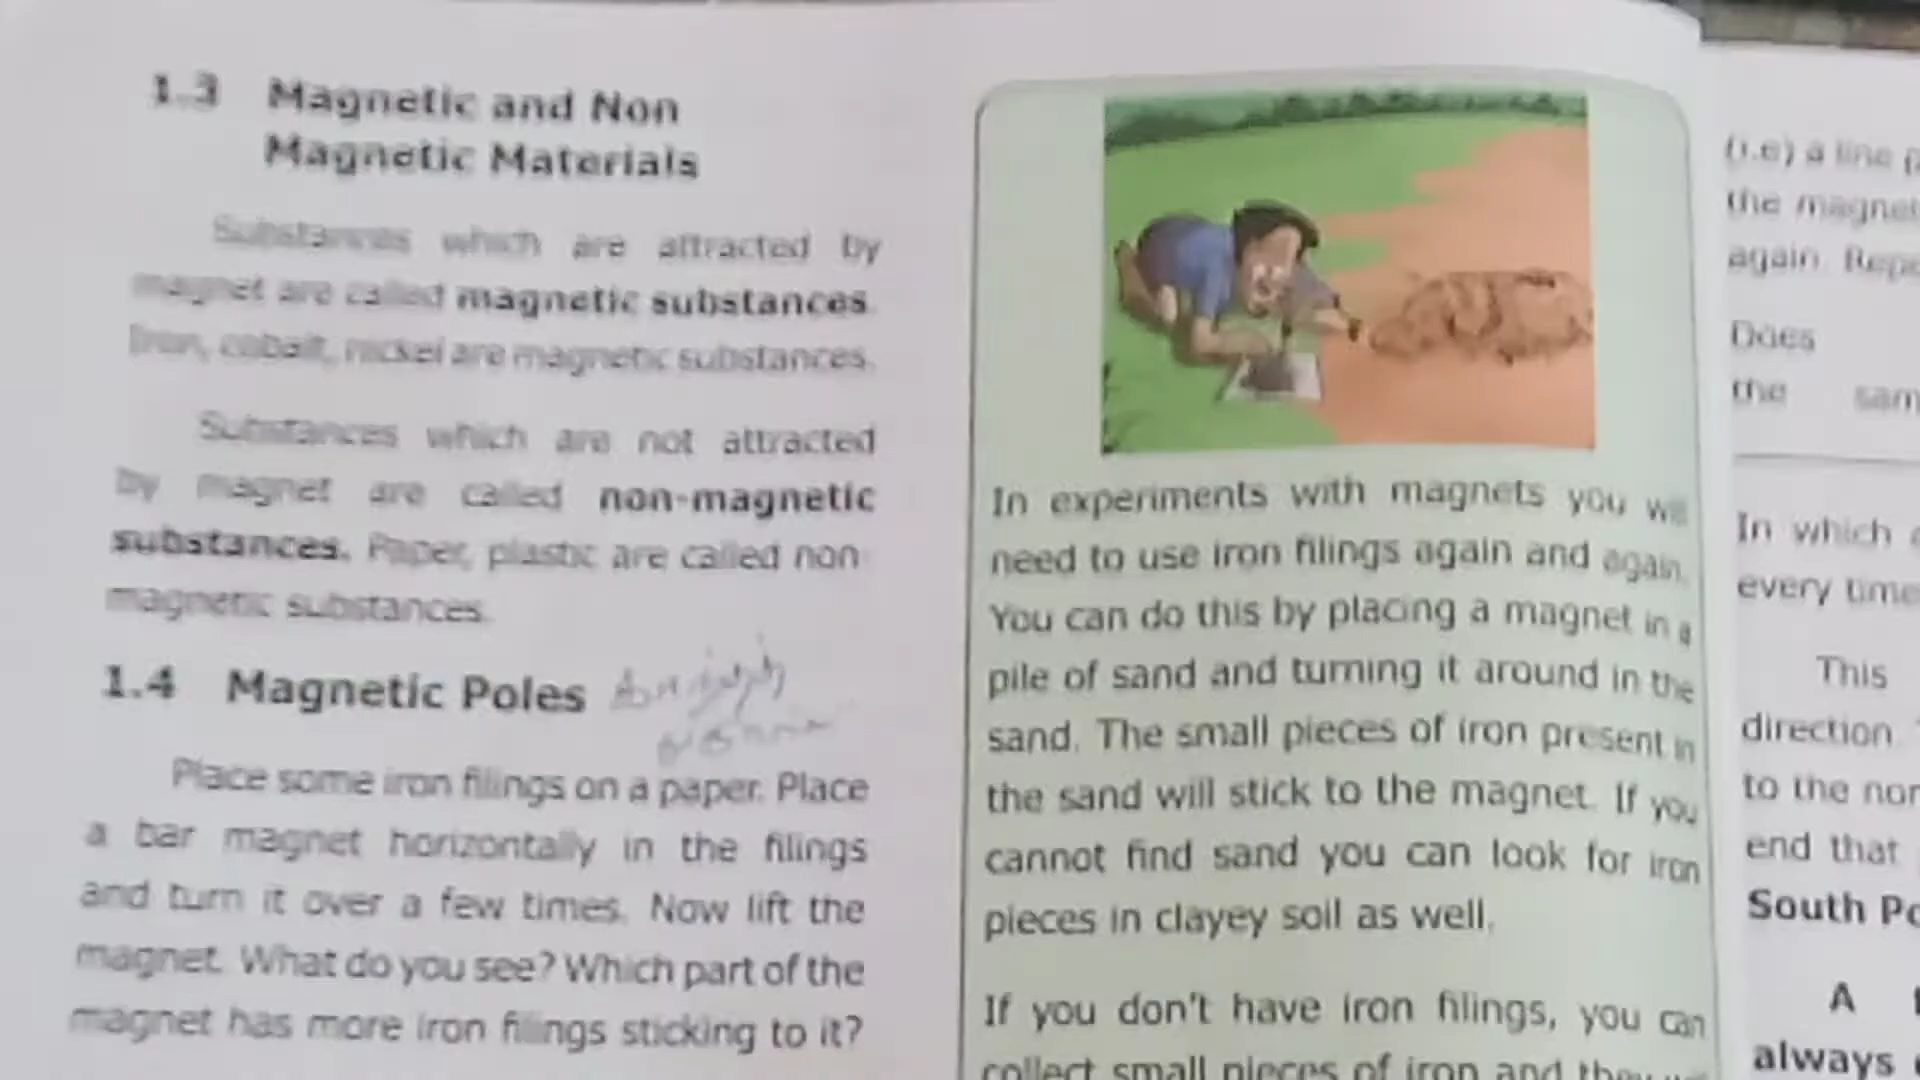 1.3 Magnetic and Non
Magnetic Materials
Substances which are attracted by
magnet are called magnetic substances.
Iron, cobalt, nickel are magnetic substances.
Substances which are not attracted
by magnet are called non-magnetic
substances. Paper, plastic are called non
magnetic substances.
1.4 Magnetic Poles
Place some iron filings on a paper. Place
a bar magnet horizontally in the filings
and turn it over a few times. Now lift the
magnet. What do you see? Which part of the
magnet has more iron filings sticking to it?
In experiments with magnets you will
need to use iron filings again and again.
You can do this by placing a magnet in a
pile of sand and turning it around in the
sand. The small pieces of iron present in
the sand will stick to the magnet. If you
cannot find sand you can look for iron
pieces in clayey soil as well.
If you don't have iron filings, you can
collect small pieces of iron and
(i.e) a line
the
again.
Does
the
In which
every time
This
direction.
to the
end that
South
A
always